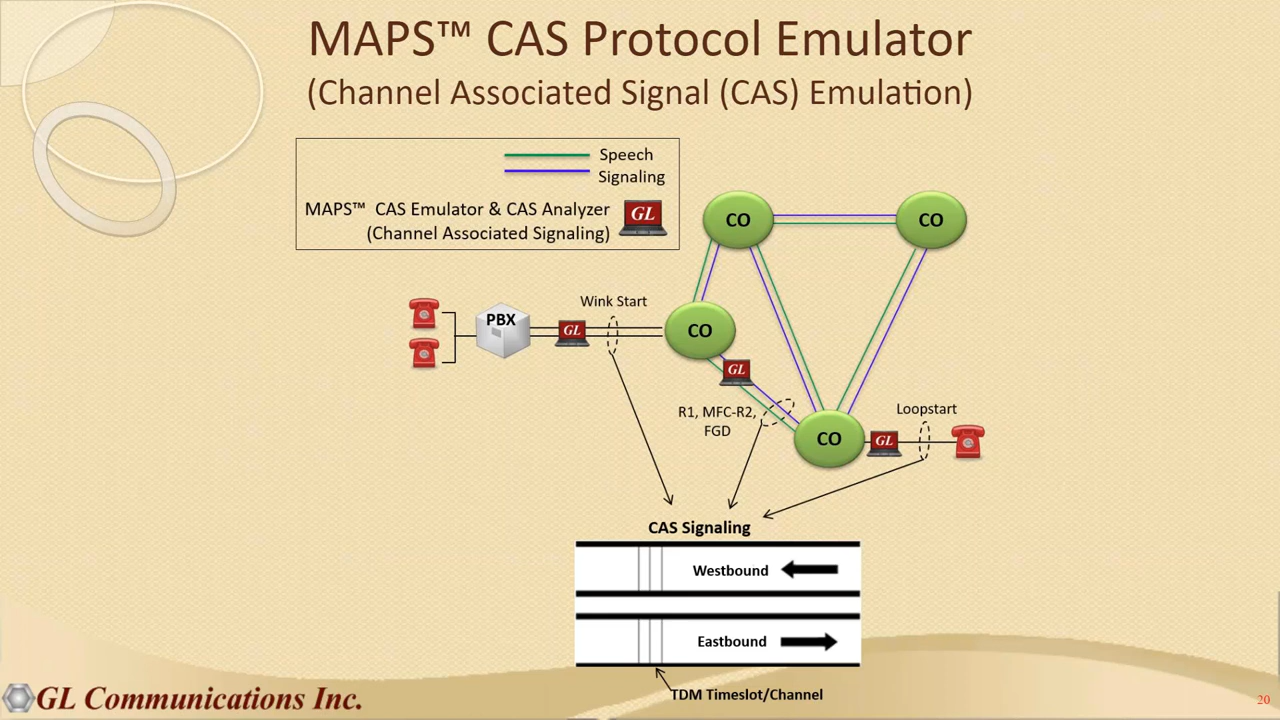 MAPS™ CAS Protocol Emulator
(Channel Associated Signal (CAS) Emulation)
Speech
Signaling
MAPS™ CAS Emulator & CAS Analyzer
(Channel Associated Signaling)
GL
CO
CO
Wink Start
PBX
GL
CO
GL
R1, MFC-R2,
FGD
Loopstart
CO
GL
CAS Signaling
Westbound
Eastbound
TDM Timeslot/Channel
GL Communications Inc.
20